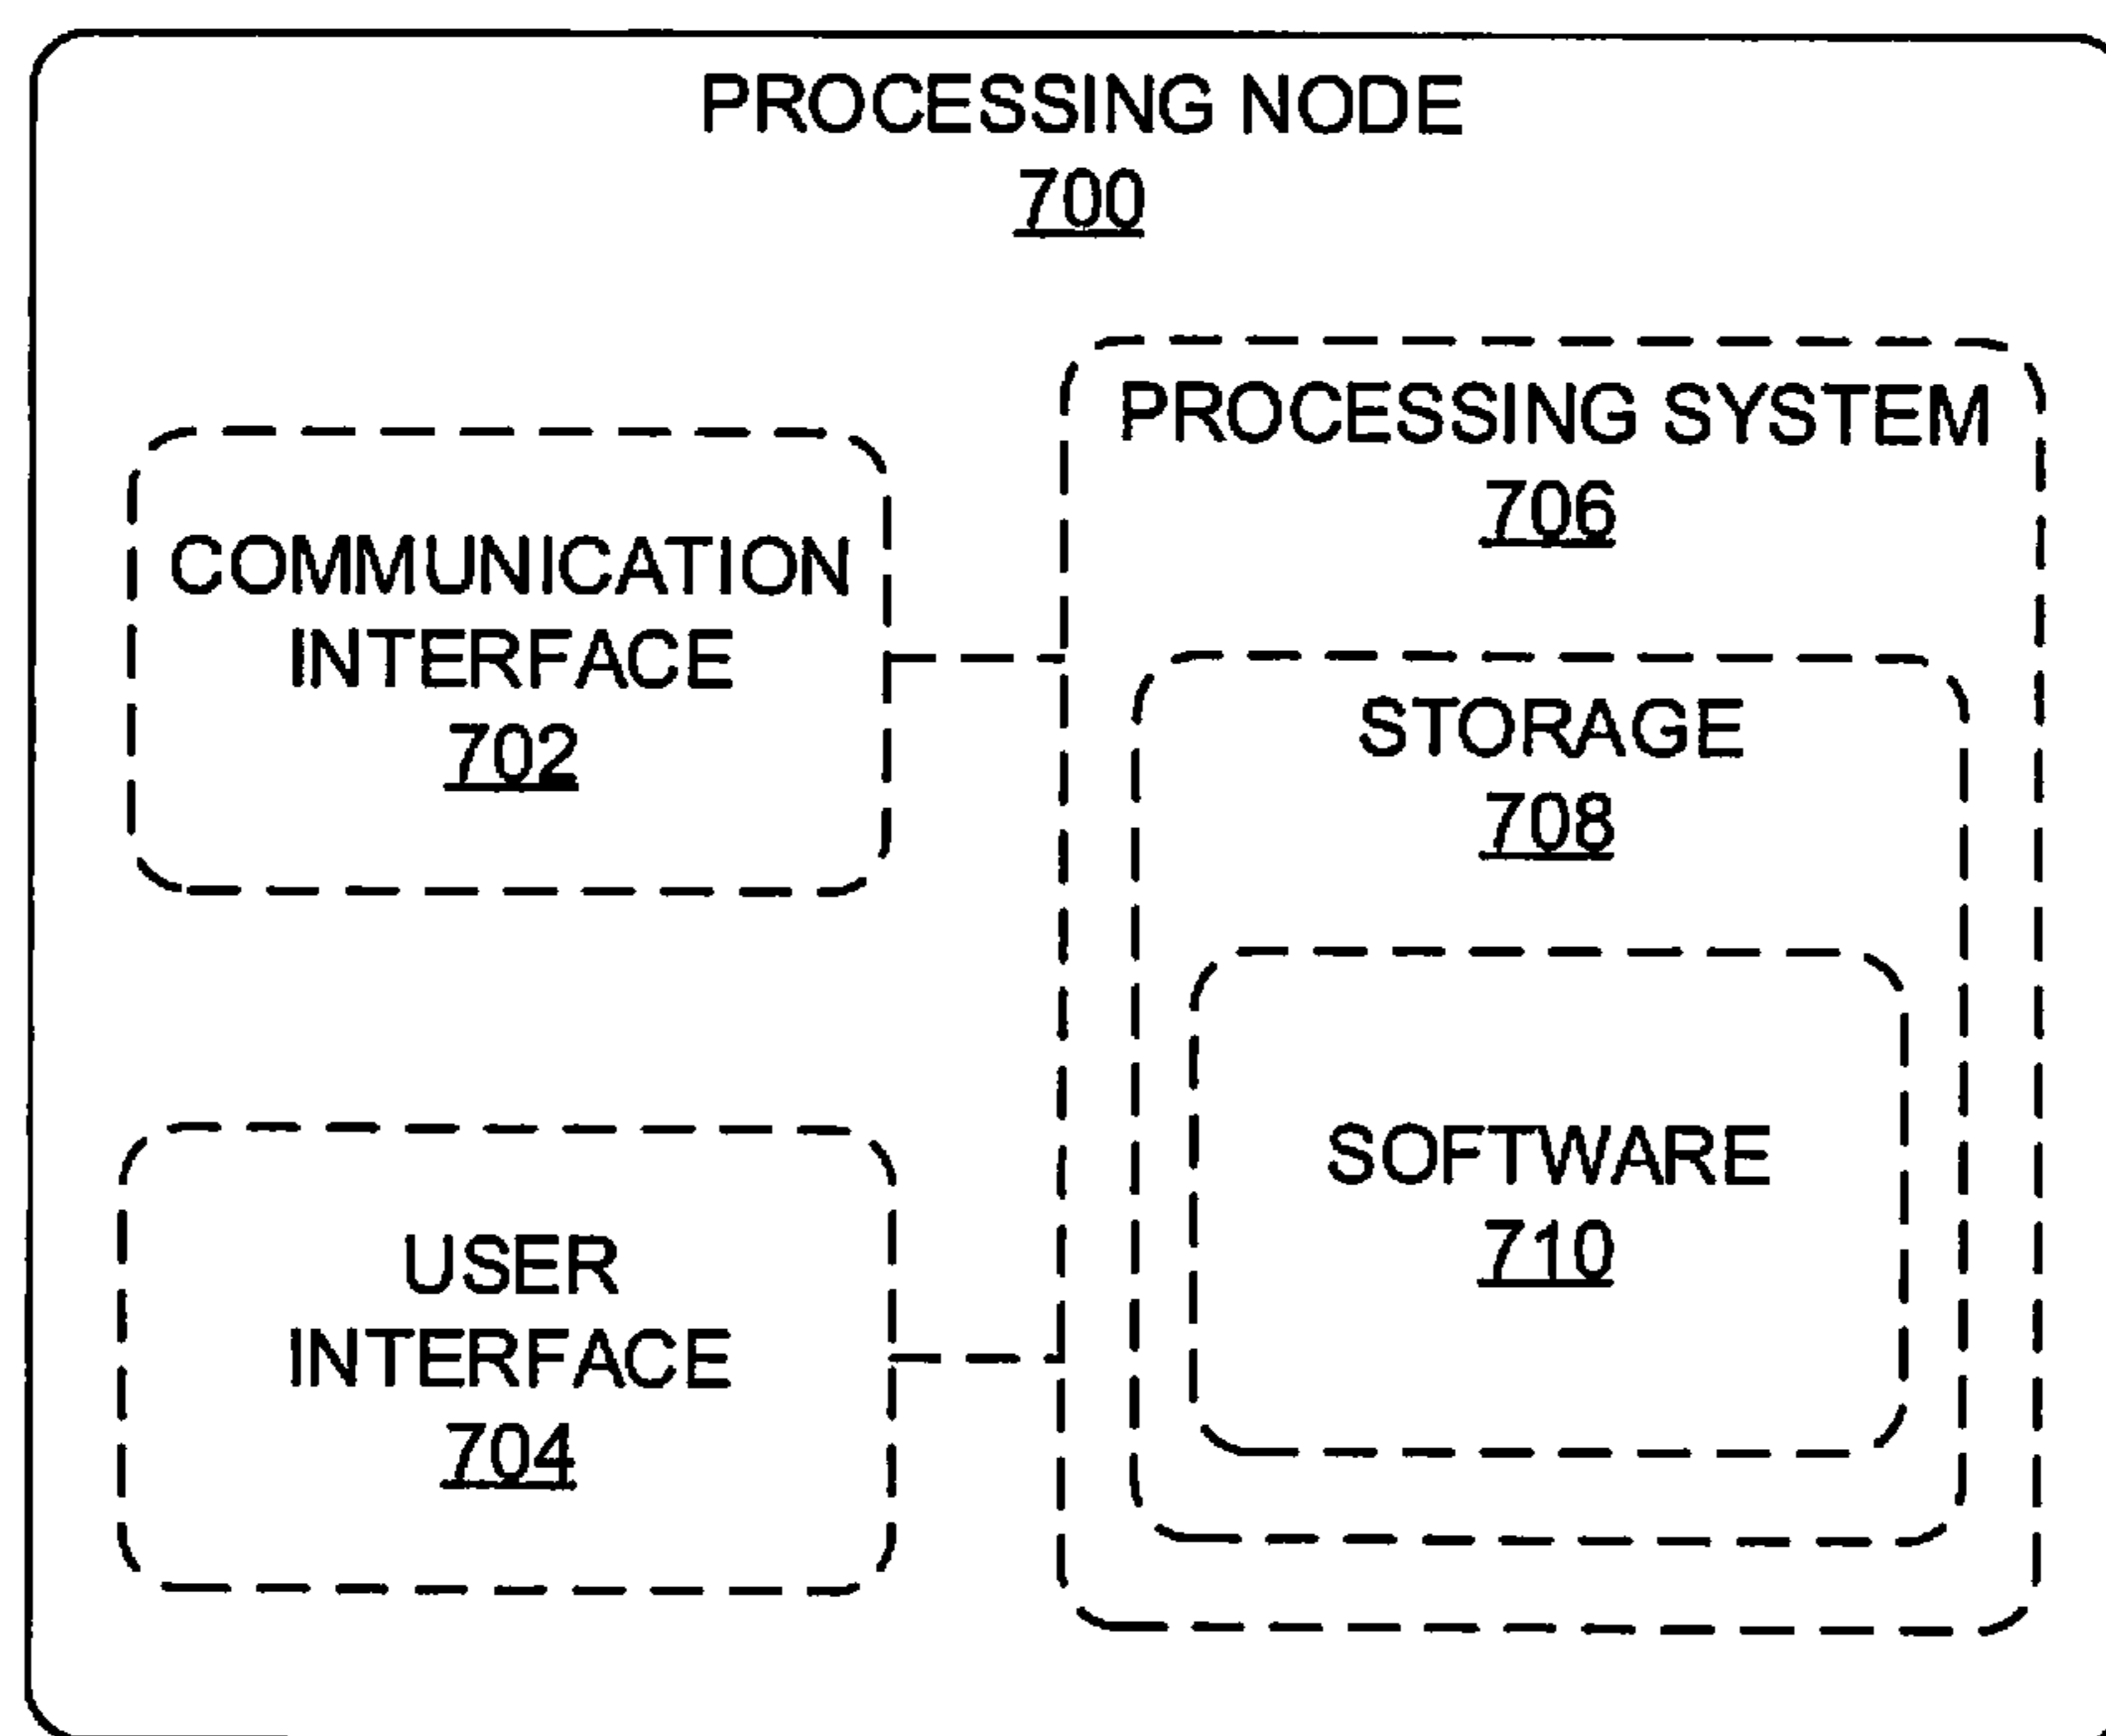 PROCESSING NODE
700
COMMUNICATION
INTERFACE
702
USER
INTERFACE
704
PROCESSING SYSTEM
706
STORAGE
708
SOFTWARE
710